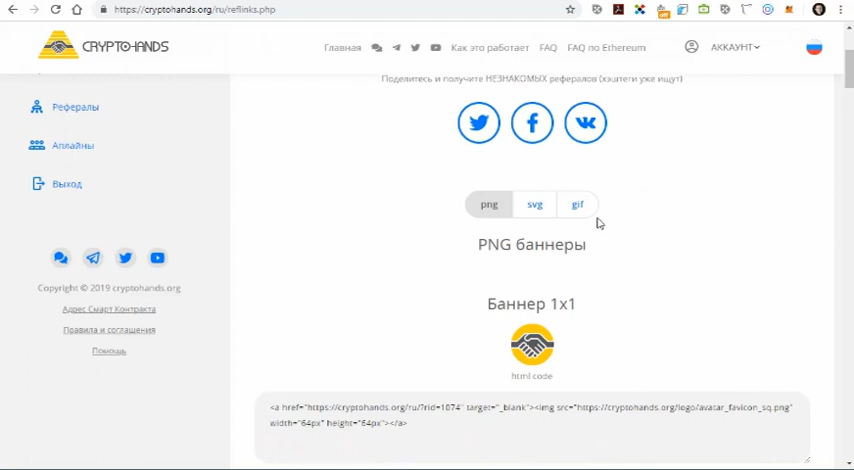 https://cryptohands.org/ru/reflinks.php
off
CRYPTOHANDS
Главная
Как это работает
FAQ
FAQ по Ethereum
АККАУНТ
Поделитесь и получите НЕЗНАКОМЫХ рефералов (хэштеги уже ищут)
Рефералы
Аплайны
Выход
png
svg
gif
PNG баннеры
Copyright © 2019 cryptohands.org
Адрес Смарт Контракта
Правила и соглашения
Помощь
Баннер 1x1
html code
<a href="https://cryptohands.org/ru/?rid=1074" target="_blank"><img src="https://cryptohands.org/logo/avatar_favicon_sq.png"
width="64px" height="64px"></a>